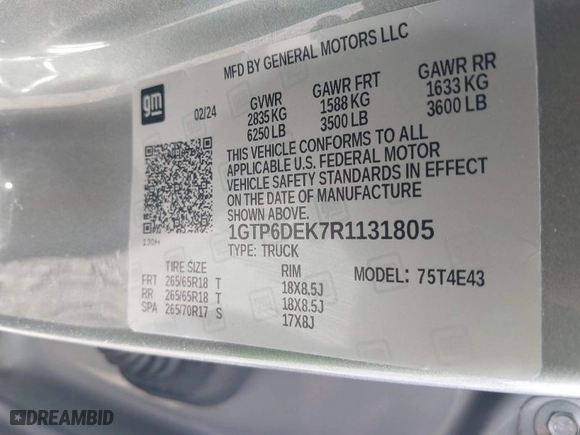 MFD BY GENERAL MOTORS LLC
gm
02/24
GVWR GAWR FRT GAWR RR
2835 KG 1588 KG 1633 KG
6250 LB 3500 LB 3600 LB
THIS VEHICLE CONFORMS TO ALL
APPLICABLE U.S. FEDERAL MOTOR
VEHICLE SAFETY STANDARDS IN EFFECT
ON THE DATE OF MANUFACTURE
SHOWN ABOVE.
130H
1GTP6DEK7R1131805
TYPE: TRUCK
TIRE SIZE RIM MODEL: 75T4E43
FRT 265/65R18 T 18X8.5J
RR 265/65R18 T 18X8.5J
SPA 265/70R17 S 17X8J
DREAMBID